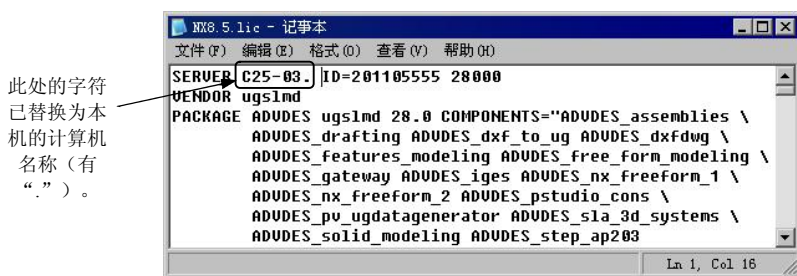 NX8.5.lic - 记事本
文件(F) 编辑(E) 格式(O) 查看(V) 帮助(H)
SERVER C25-03. ID=201105555 28000
VENDOR ugslmd
PACKAGE ADVDES ugslmd 28.0 COMPONENTS="ADVDES_assemblies \
ADVDES_drafting ADVDES_dxf_to_ug ADVDES_dxfdwg \
ADVDES_features_modeling ADVDES_free_form_modeling \
ADVDES_gateway ADVDES_iges ADVDES_nx_freeform_1 \
ADVDES_nx_freeform_2 ADVDES_pstudio_cons \
ADVDES_pv_ugdatagenerator ADVDES_sla_3d_systems \
ADVDES_solid_modeling ADVDES_step_ap203
Ln 1, Col 16
此处的字符
已替换为本
机的计算机
名称（有
“.”）。